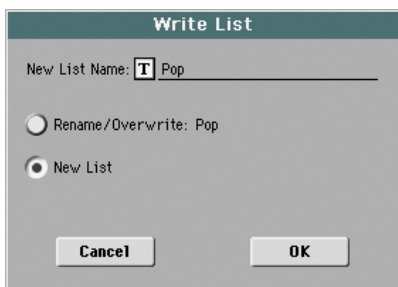 Write List
New List Name: T Pop
Rename/Overwrite: Pop
New List
Cancel OK